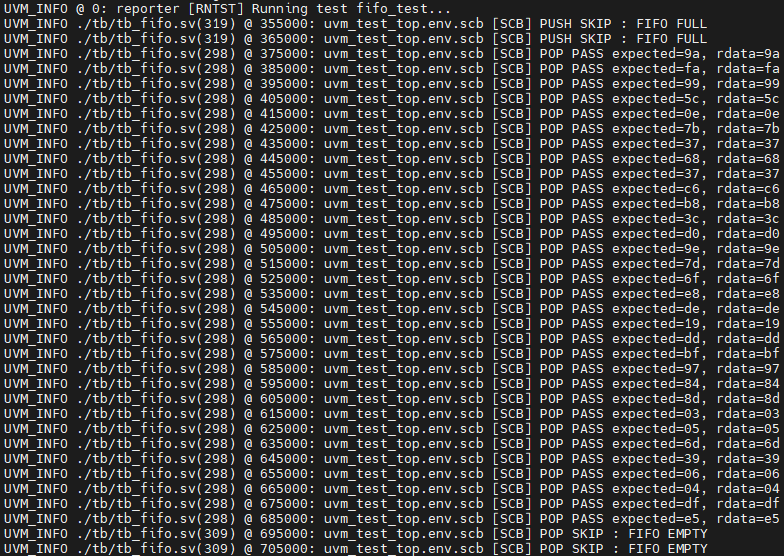 UVM_INFO @ 0: reporter [RNTST] Running test fifo_test...
UVM_INFO ./tb/tb_fifo.sv(319) @ 355000: uvm_test_top.env.scb [SCB] PUSH SKIP : FIFO FULL
UVM_INFO ./tb/tb_fifo.sv(319) @ 365000: uvm_test_top.env.scb [SCB] PUSH SKIP : FIFO FULL
UVM_INFO ./tb/tb_fifo.sv(298) @ 375000: uvm_test_top.env.scb [SCB] POP PASS expected=9a, rdata=9a
UVM_INFO ./tb/tb_fifo.sv(298) @ 385000: uvm_test_top.env.scb [SCB] POP PASS expected=fa, rdata=fa
UVM_INFO ./tb/tb_fifo.sv(298) @ 395000: uvm_test_top.env.scb [SCB] POP PASS expected=99, rdata=99
UVM_INFO ./tb/tb_fifo.sv(298) @ 405000: uvm_test_top.env.scb [SCB] POP PASS expected=5c, rdata=5c
UVM_INFO ./tb/tb_fifo.sv(298) @ 415000: uvm_test_top.env.scb [SCB] POP PASS expected=0e, rdata=0e
UVM_INFO ./tb/tb_fifo.sv(298) @ 425000: uvm_test_top.env.scb [SCB] POP PASS expected=7b, rdata=7b
UVM_INFO ./tb/tb_fifo.sv(298) @ 435000: uvm_test_top.env.scb [SCB] POP PASS expected=37, rdata=37
UVM_INFO ./tb/tb_fifo.sv(298) @ 445000: uvm_test_top.env.scb [SCB] POP PASS expected=68, rdata=68
UVM_INFO ./tb/tb_fifo.sv(298) @ 455000: uvm_test_top.env.scb [SCB] POP PASS expected=37, rdata=37
UVM_INFO ./tb/tb_fifo.sv(298) @ 465000: uvm_test_top.env.scb [SCB] POP PASS expected=c6, rdata=c6
UVM_INFO ./tb/tb_fifo.sv(298) @ 475000: uvm_test_top.env.scb [SCB] POP PASS expected=b8, rdata=b8
UVM_INFO ./tb/tb_fifo.sv(298) @ 485000: uvm_test_top.env.scb [SCB] POP PASS expected=3c, rdata=3c
UVM_INFO ./tb/tb_fifo.sv(298) @ 495000: uvm_test_top.env.scb [SCB] POP PASS expected=d0, rdata=d0
UVM_INFO ./tb/tb_fifo.sv(298) @ 505000: uvm_test_top.env.scb [SCB] POP PASS expected=9e, rdata=9e
UVM_INFO ./tb/tb_fifo.sv(298) @ 515000: uvm_test_top.env.scb [SCB] POP PASS expected=7d, rdata=7d
UVM_INFO ./tb/tb_fifo.sv(298) @ 525000: uvm_test_top.env.scb [SCB] POP PASS expected=6f, rdata=6f
UVM_INFO ./tb/tb_fifo.sv(298) @ 535000: uvm_test_top.env.scb [SCB] POP PASS expected=e8, rdata=e8
UVM_INFO ./tb/tb_fifo.sv(298) @ 545000: uvm_test_top.env.scb [SCB] POP PASS expected=de, rdata=de
UVM_INFO ./tb/tb_fifo.sv(298) @ 555000: uvm_test_top.env.scb [SCB] POP PASS expected=19, rdata=19
UVM_INFO ./tb/tb_fifo.sv(298) @ 565000: uvm_test_top.env.scb [SCB] POP PASS expected=dd, rdata=dd
UVM_INFO ./tb/tb_fifo.sv(298) @ 575000: uvm_test_top.env.scb [SCB] POP PASS expected=bf, rdata=bf
UVM_INFO ./tb/tb_fifo.sv(298) @ 585000: uvm_test_top.env.scb [SCB] POP PASS expected=97, rdata=97
UVM_INFO ./tb/tb_fifo.sv(298) @ 595000: uvm_test_top.env.scb [SCB] POP PASS expected=84, rdata=84
UVM_INFO ./tb/tb_fifo.sv(298) @ 605000: uvm_test_top.env.scb [SCB] POP PASS expected=8d, rdata=8d
UVM_INFO ./tb/tb_fifo.sv(298) @ 615000: uvm_test_top.env.scb [SCB] POP PASS expected=03, rdata=03
UVM_INFO ./tb/tb_fifo.sv(298) @ 625000: uvm_test_top.env.scb [SCB] POP PASS expected=05, rdata=05
UVM_INFO ./tb/tb_fifo.sv(298) @ 635000: uvm_test_top.env.scb [SCB] POP PASS expected=6d, rdata=6d
UVM_INFO ./tb/tb_fifo.sv(298) @ 645000: uvm_test_top.env.scb [SCB] POP PASS expected=39, rdata=39
UVM_INFO ./tb/tb_fifo.sv(298) @ 655000: uvm_test_top.env.scb [SCB] POP PASS expected=06, rdata=06
UVM_INFO ./tb/tb_fifo.sv(298) @ 665000: uvm_test_top.env.scb [SCB] POP PASS expected=04, rdata=04
UVM_INFO ./tb/tb_fifo.sv(298) @ 675000: uvm_test_top.env.scb [SCB] POP PASS expected=df, rdata=df
UVM_INFO ./tb/tb_fifo.sv(298) @ 685000: uvm_test_top.env.scb [SCB] POP PASS expected=e5, rdata=e5
UVM_INFO ./tb/tb_fifo.sv(309) @ 695000: uvm_test_top.env.scb [SCB] POP SKIP : FIFO EMPTY
UVM_INFO ./tb/tb_fifo.sv(309) @ 705000: uvm_test_top.env.scb [SCB] POP SKIP : FIFO EMPTY